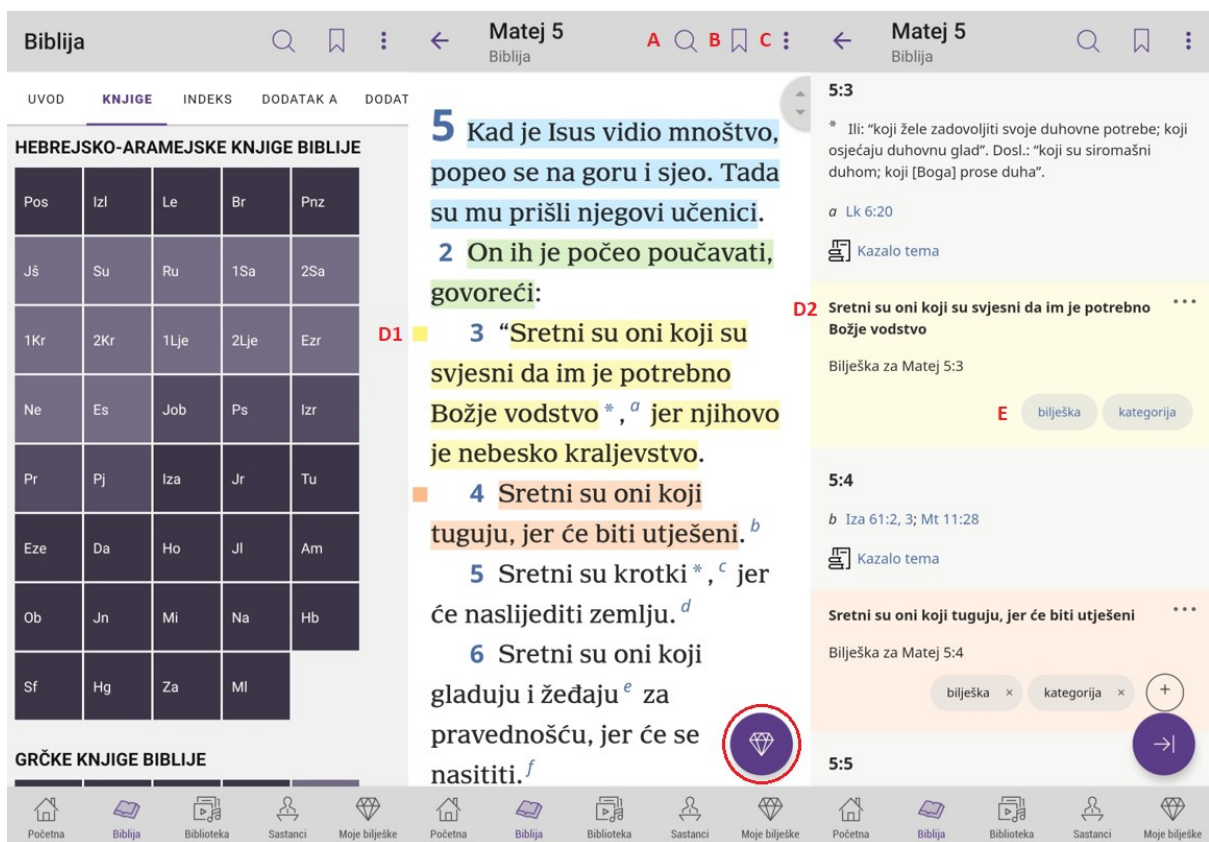 Biblija
UVOD KNJIGE INDEKS DODATAK A DODAT
HEBREJSKO-ARAMEJSKE KNJIGE BIBLIJE
Pos Izl Le Br Pnz
Jš Su Ru 1Sa 2Sa
1Kr 2Kr 1Lje 2Lje Ezr
Ne Es Job Ps Izr
Pr Pj Iza Jr Tu
Eze Da Ho Jl Am
Ob Jn Mi Na Hb
Sf Hg Za Ml
GRČKE KNJIGE BIBLIJE
Početna Biblija Biblioteka Sastanci Moje bilješke
Matej 5
Biblija
A B C
5 Kad je Isus vidio mnoštvo,
popeo se na goru i sjeo. Tada
su mu prišli njegovi učenici.
2 On ih je počeo poučavati,
govoreći:
D1
3 “Sretni su oni koji su
svjesni da im je potrebno
Božje vodstvo *, a jer njihovo
je nebesko kraljevstvo.
4 Sretni su oni koji
tuguju, jer će biti utješeni. b
5 Sretni su krotki *, c jer
će naslijediti zemlju. d
6 Sretni su oni koji
gladuju i žeđaju e za
pravednošću, jer će se
nasititi. f
Početna Biblija Biblioteka Sastanci Moje bilješke
Matej 5
Biblija
5:3
* Ili: “koji žele zadovoljiti svoje duhovne potrebe; koji
osjećaju duhovnu glad”. Dosl.: “koji su siromašni
duhom; koji [Boga] prose duha”.
a Lk 6:20
Kazalo tema
D2
Sretni su oni koji su svjesni da im je potrebno
Božje vodstvo
Bilješka za Matej 5:3
E bilješka kategorija
5:4
b Iza 61:2, 3; Mt 11:28
Kazalo tema
Sretni su oni koji tuguju, jer će biti utješeni
Bilješka za Matej 5:4
bilješka × kategorija × +
5:5
Početna Biblija Biblioteka Sastanci Moje bilješke